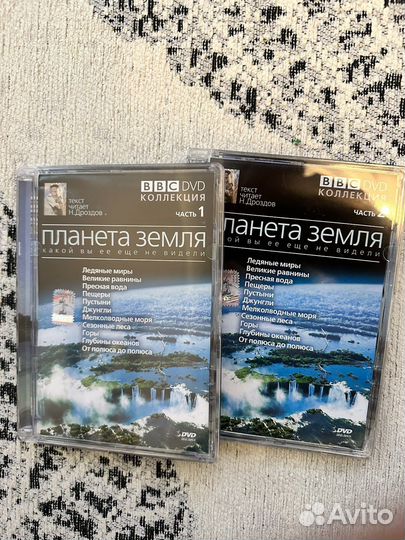 BBC DVD
КОЛЛЕКЦИЯ
текст
читает
Н.Дроздов
ЧАСТЬ 1
планета земля
какой вы ее еще не видели
Ледяные миры
Великие равнины
Пресная вода
Пещеры
Пустыни
Джунгли
Мелководные моря
Сезонные леса
Горы
Глубины океанов
От полюса до полюса
DVD
BBC DVD
КОЛЛЕКЦИЯ
текст
читает
Н.Дроздов
ЧАСТЬ 2
планета земля
ой вы ее еще не видели
Ледяные миры
Великие равнины
Пресная вода
Пещеры
Пустыни
Джунгли
Мелководные моря
Сезонные леса
Горы
Глубины океанов
От полюса до полюса
DVD
Avito